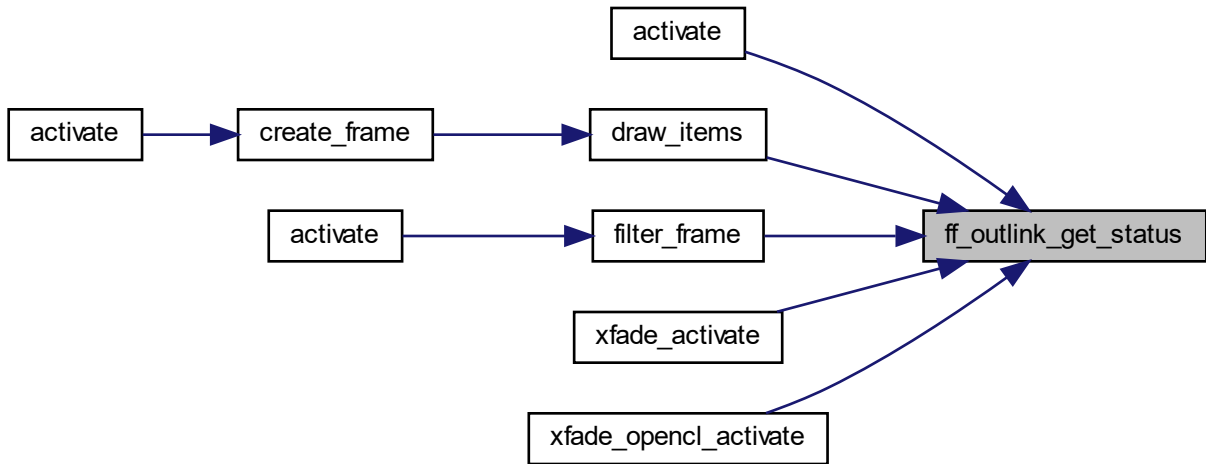 activate
activate
create_frame
draw_items
activate
filter_frame
ff_outlink_get_status
xfade_activate
xfade_opencl_activate